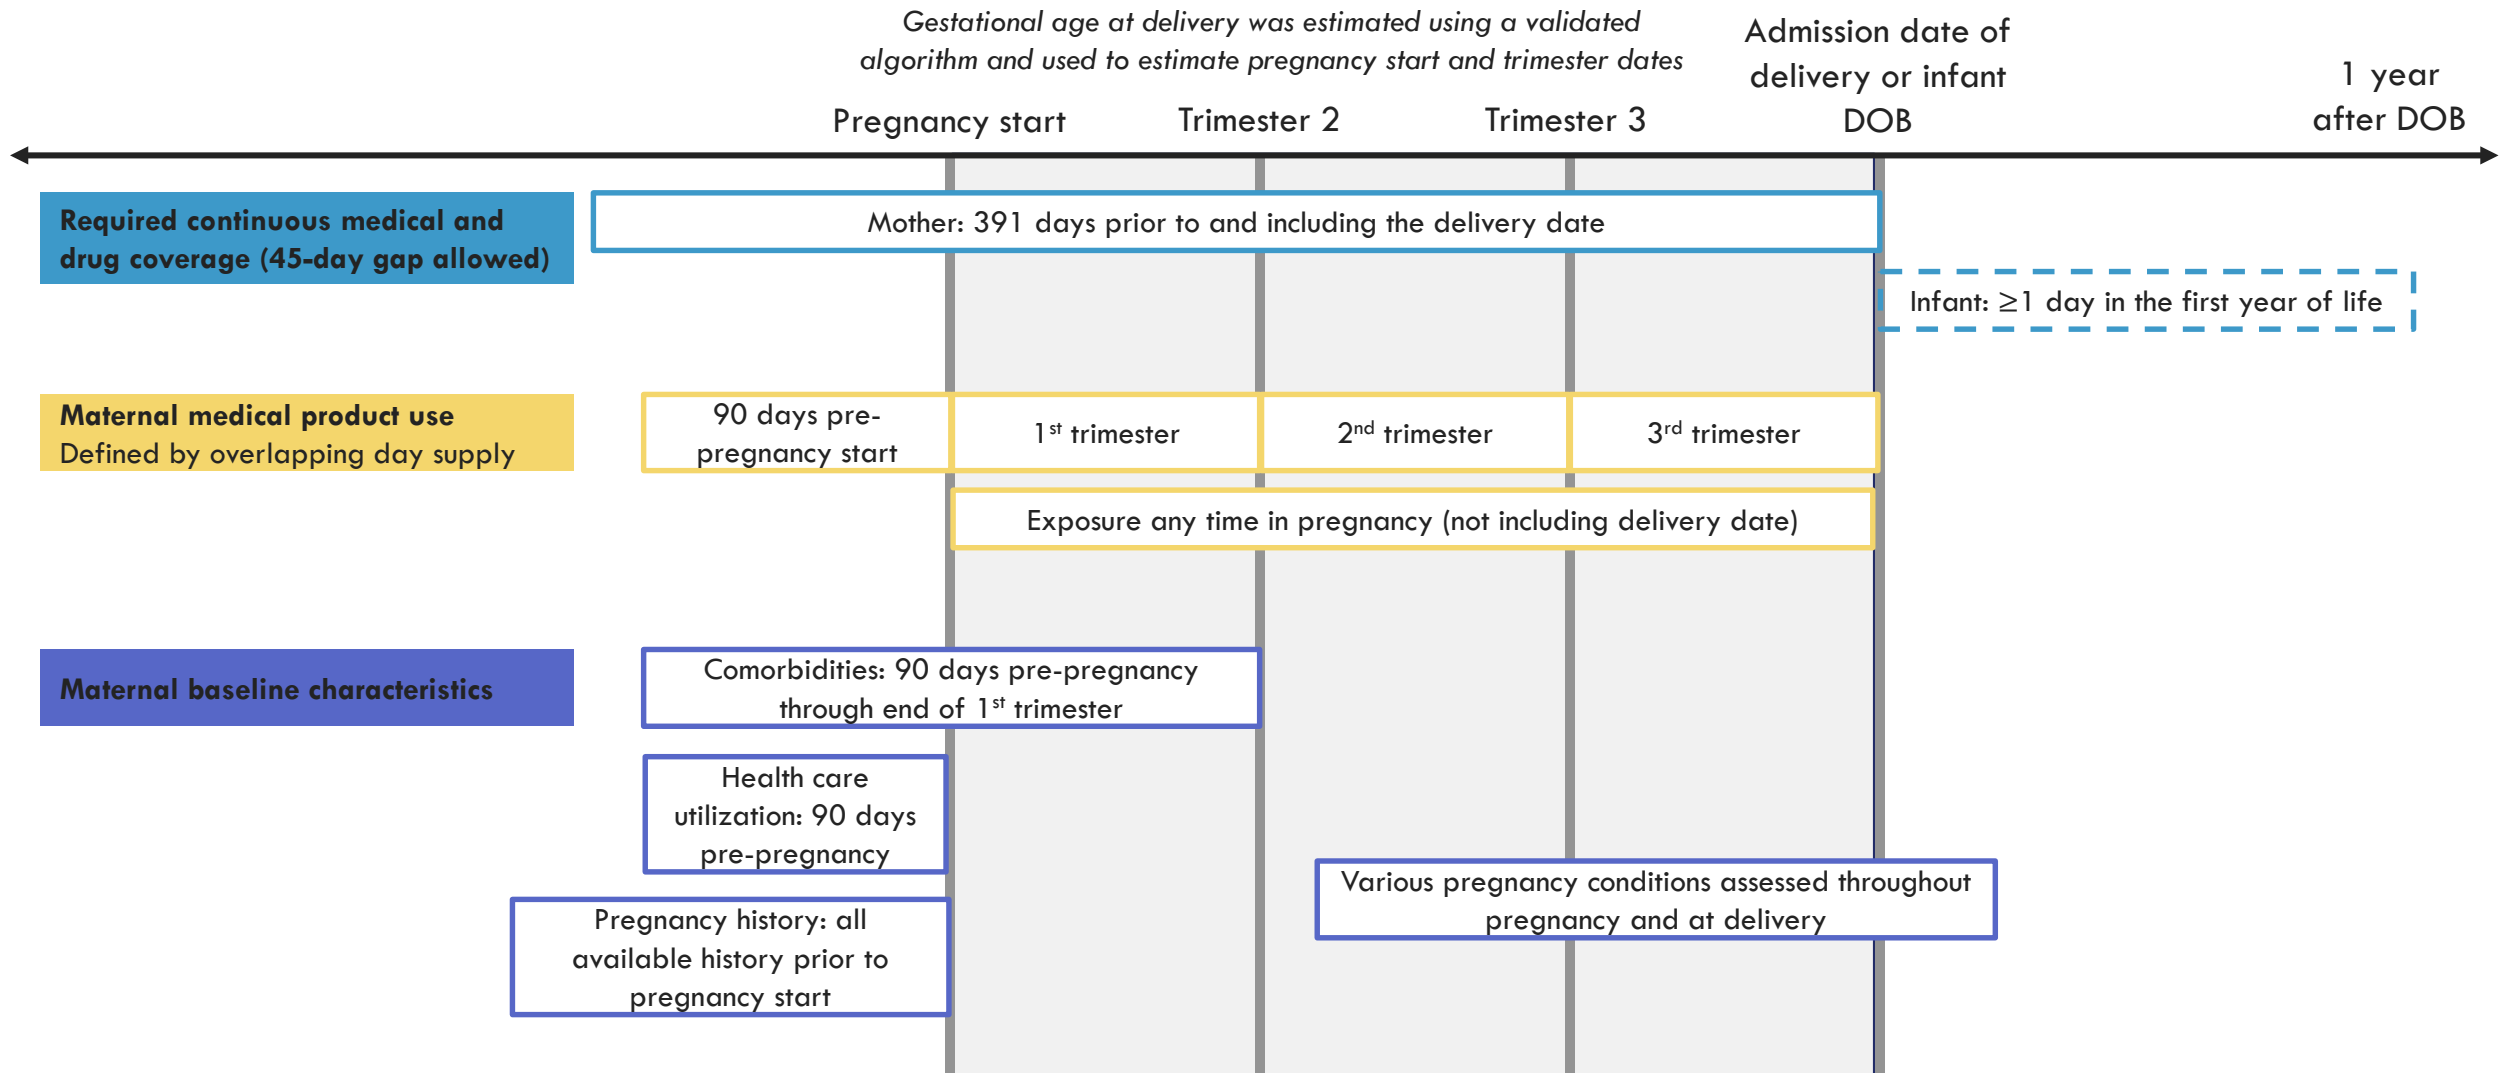 Gestational age at delivery was estimated using a validated
algorithm and used to estimate pregnancy start and trimester dates
Pregnancy start
Trimester 2
Trimester 3
Admission date of
delivery or infant
DOB
1 year
after DOB
Required continuous medical and
drug coverage (45-day gap allowed)
Mother: 391 days prior to and including the delivery date
Infant: ≥1 day in the first year of life
Maternal medical product use
Defined by overlapping day supply
90 days pre-
pregnancy start
1st trimester
2nd trimester
3rd trimester
Exposure any time in pregnancy (not including delivery date)
Maternal baseline characteristics
Comorbidities: 90 days pre-pregnancy
through end of 1st trimester
Health care
utilization: 90 days
pre-pregnancy
Various pregnancy conditions assessed throughout
pregnancy and at delivery
Pregnancy history: all
available history prior to
pregnancy start